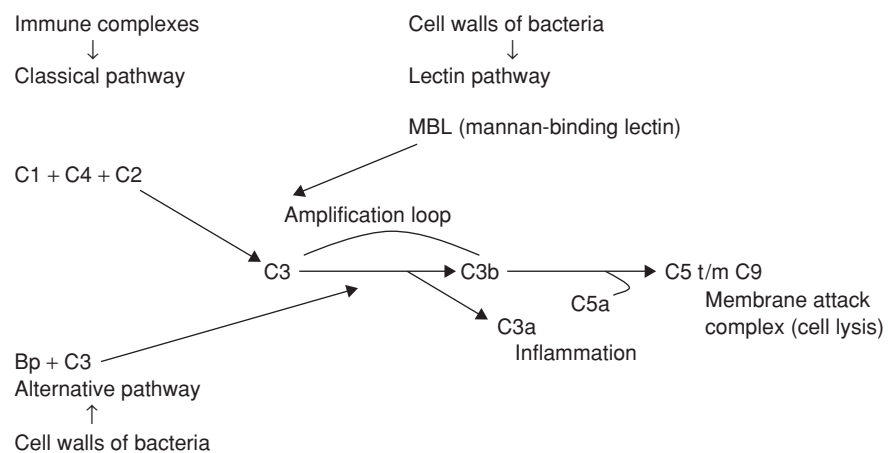 Immune complexes
↓
Classical pathway
Cell walls of bacteria
↓
Lectin pathway
MBL (mannan-binding lectin)
C1 + C4 + C2
Amplification loop
C3
C3b
C5 t/m C9
Membrane attack
complex (cell lysis)
C5a
C3a
Inflammation
Bp + C3
Alternative pathway
↑
Cell walls of bacteria